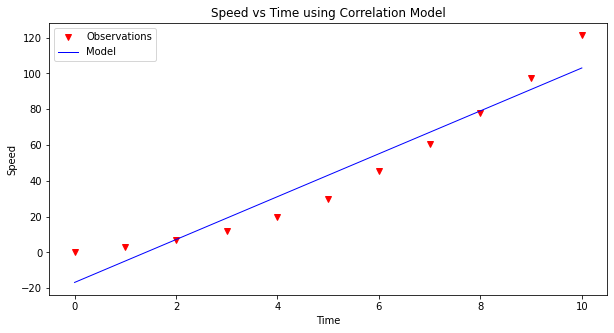 Speed vs Time using Correlation Model
Observations
Model
Speed
120
100
80
60
40
20
0
−20
0 2 4 6 8 10
Time